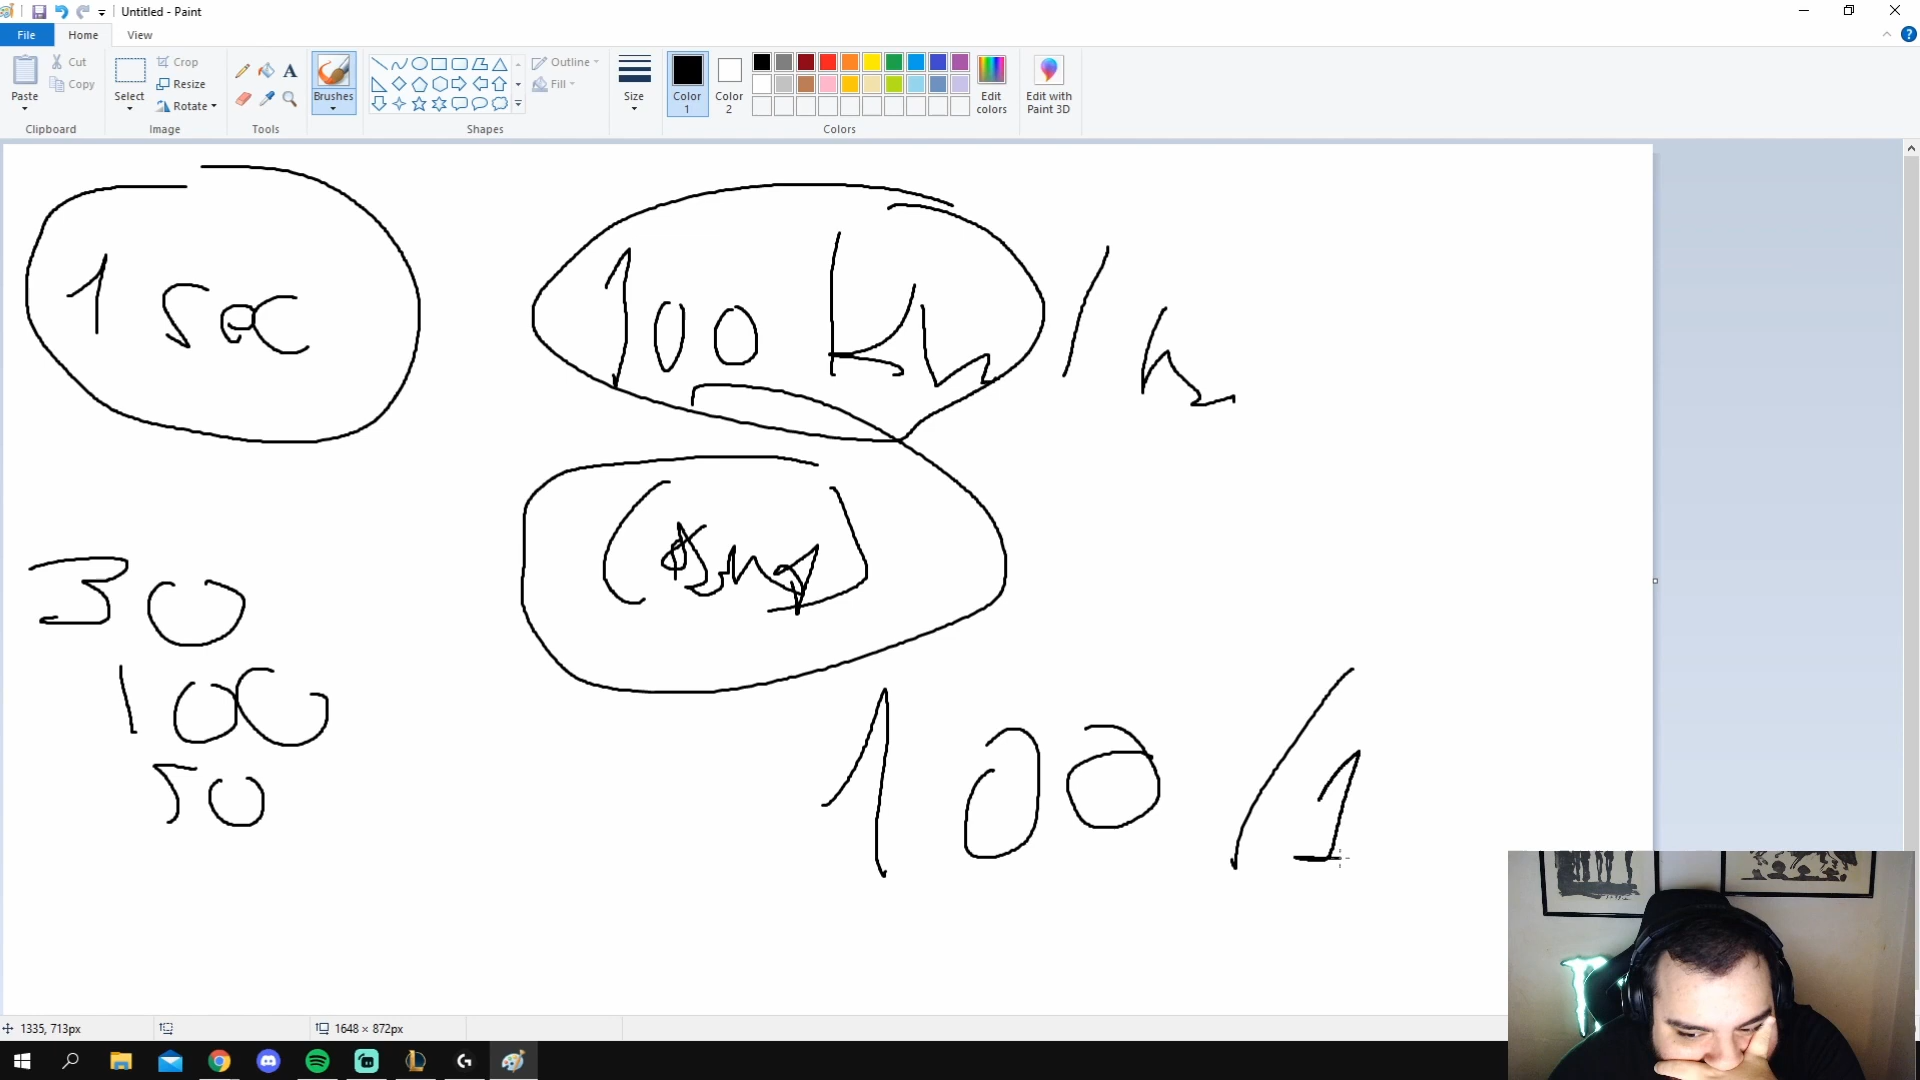 Untitled - Paint
File
Home
View
Paste
Cut
Copy
Clipboard
Select
Crop
Resize
Rotate
Image
Tools
Brushes
Shapes
Outline
Fill
Size
Color 1
Color 2
Colors
Edit colors
Edit with Paint 3D
1 sec
100 km / h
30
100
50
100 / 1
1335, 713px
1648 × 872px